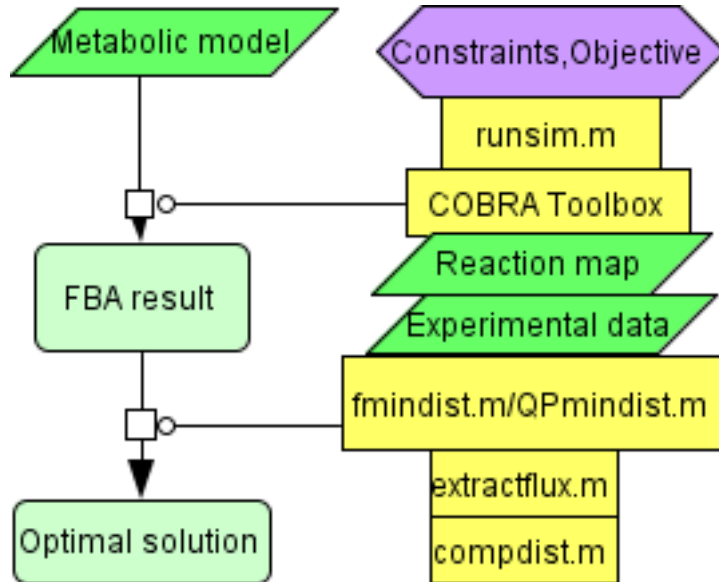 Metabolic model
Constraints,Objective
runsim.m
COBRA Toolbox
Reaction map
FBA result
Experimental data
fmindist.m/QPmindist.m
extractflux.m
Optimal solution
compdist.m